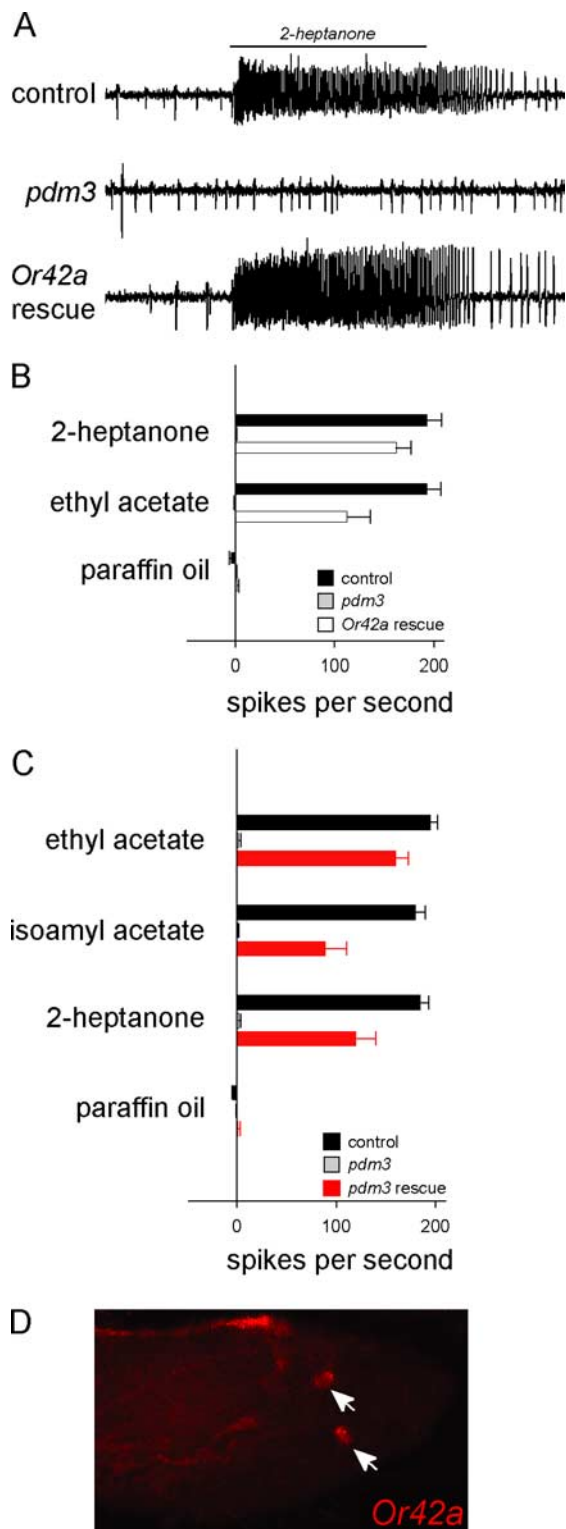 A
2-heptanone
control
pdm3
Or42a
rescue
B
2-heptanone
ethyl acetate
paraffin oil
control
pdm3
Or42a rescue
0 100 200
spikes per second
C
ethyl acetate
isoamyl acetate
2-heptanone
paraffin oil
control
pdm3
pdm3 rescue
0 100 200
spikes per second
D
Or42a